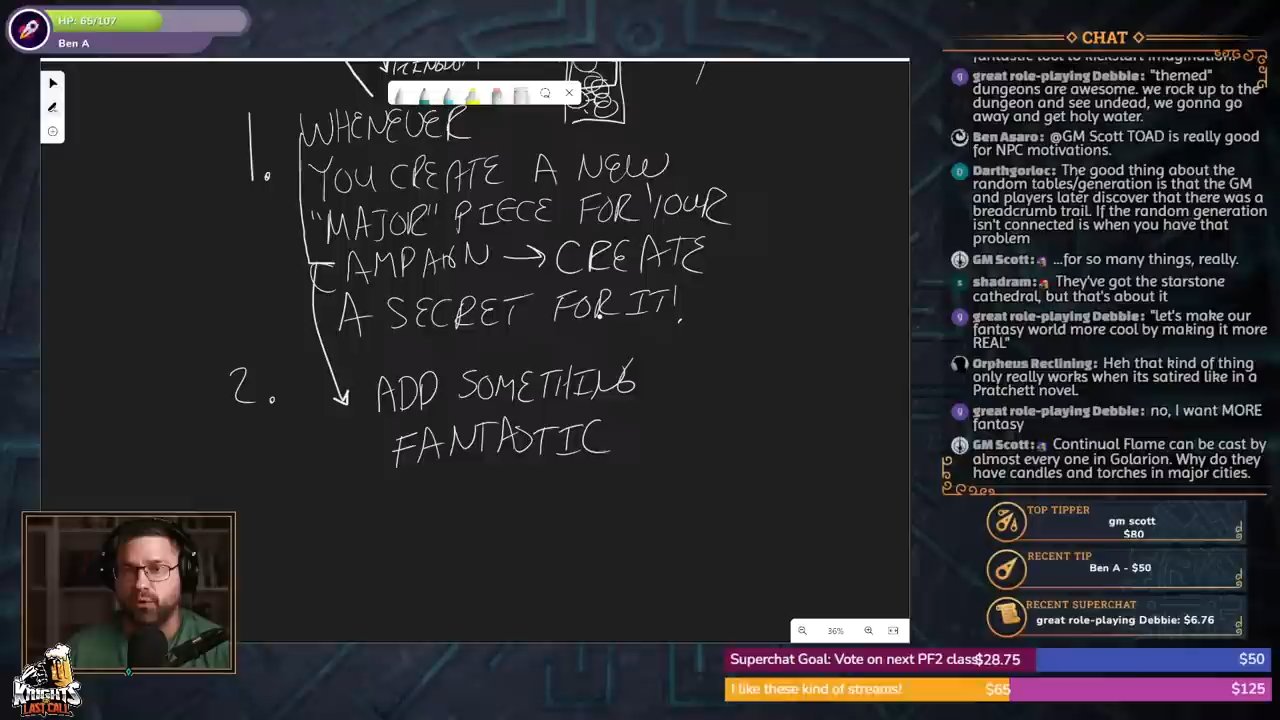 HP: 65/107
Ben A
1. WHENEVER
YOU CREATE A NEW
"MAJOR" PIECE FOR YOUR
CAMPAIGN → CREATE
A SECRET FOR IT!
2. ADD SOMETHING
FANTASTIC
36%
KNIGHTS
OF LAST CALL
CHAT
fantastic tool to kickstart imagination.
great role-playing Debbie: "themed"
dungeons are awesome. we rock up to the
dungeon and see undead, we gonna go
away and get holy water.
Ben Asaro: @GM Scott TOAD is really good
for NPC motivations.
Darthgorloc: The good thing about the
random tables/generation is that the GM
and players later discover that there was a
breadcrumb trail. If the random generation
isn't connected is when you have that
problem
GM Scott: ...for so many things, really.
shadram: They've got the starstone
cathedral, but that's about it
great role-playing Debbie: "let's make our
fantasy world more cool by making it more
REAL"
Orpheus Reclining: Heh that kind of thing
only really works when its satired like in a
Pratchett novel.
great role-playing Debbie: no, I want MORE
fantasy
GM Scott: Continual Flame can be cast by
almost every one in Golarion. Why do they
have candles and torches in major cities.
TOP TIPPER
gm scott
$80
RECENT TIP
Ben A - $50
RECENT SUPERCHAT
great role-playing Debbie: $6.76
Superchat Goal: Vote on next PF2 class $28.75 $50
I like these kind of streams! $65 $125